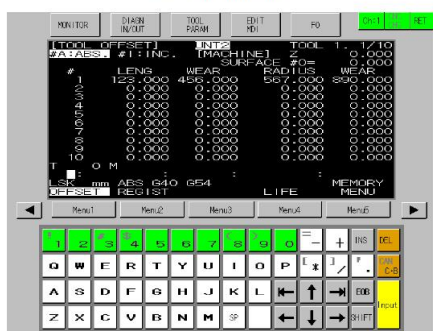 MONITOR DIAGN IN/OUT TOOL PARAM EDIT MDI FO Ch:1 RET
[TOOL OFFSET] UNT2 TOOL 1. 1/10
#A:ABS. #I:INC. [MACHINE] Z 0.000
SURFACE #0= 0.000
# LENG WEAR RADIUS WEAR
1 123.000 456.000 567.000 890.000
2 0.000 0.000 0.000 0.000
3 0.000 0.000 0.000 0.000
4 0.000 0.000 0.000 0.000
5 0.000 0.000 0.000 0.000
6 0.000 0.000 0.000 0.000
7 0.000 0.000 0.000 0.000
8 0.000 0.000 0.000 0.000
9 0.000 0.000 0.000 0.000
10 0.000 0.000 0.000 0.000
T O M
: : : :
LSK mm ABS G40 G54 MEMORY
OFFSET REGIST LIFE MENU
Menu1 Menu2 Menu3 Menu4 Menu5
1 2 3 4 5 6 7 8 9 0 = - + INS DEL
Q W E R T Y U I O P [ * ] / . CAN C·B
A S D F G H J K L EOB Input
Z X C V B N M SP SHIFT